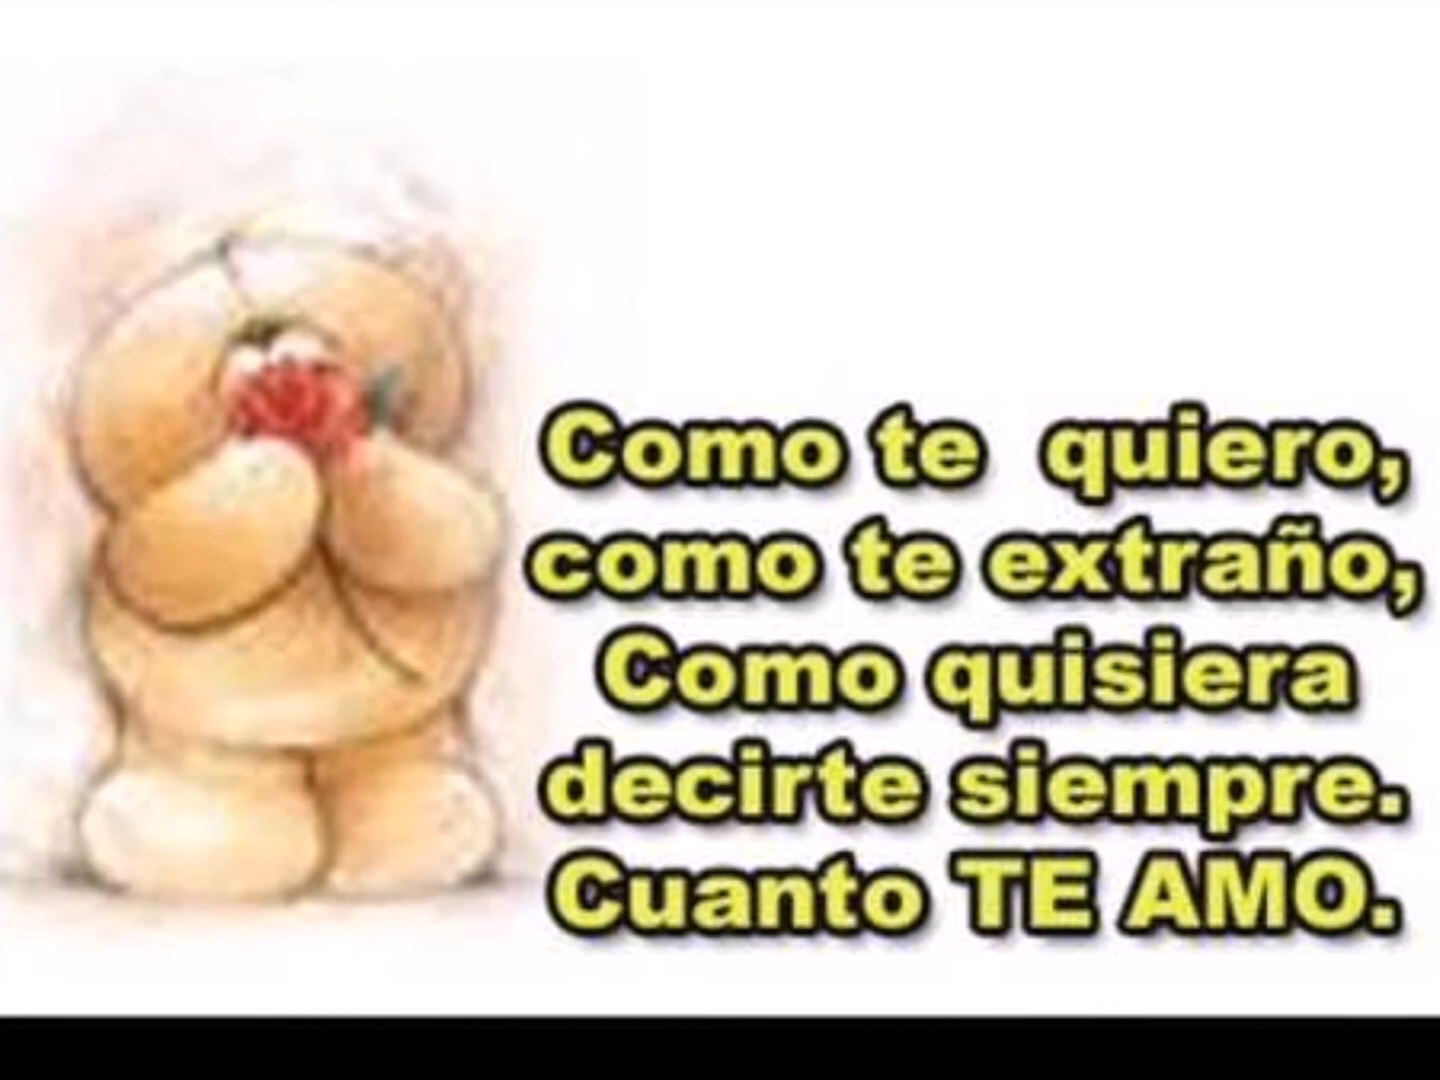 Como te quiero,
como te extraño,
Como quisiera
decirte siempre.
Cuanto TE AMO.